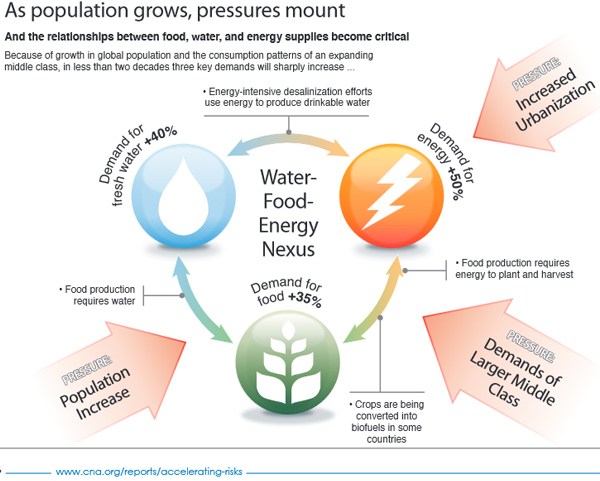 As population grows, pressures mount
And the relationships between food, water, and energy supplies become critical
Because of growth in global population and the consumption patterns of an expanding
middle class, in less than two decades three key demands will sharply increase ...
• Energy-intensive desalinization efforts
use energy to produce drinkable water
PRESSURE:
Increased
Urbanization
Demand for
fresh water +40%
Demand for
energy +50%
Water-
Food-
Energy
Nexus
• Food production
requires water
Demand for
food +35%
• Food production requires
energy to plant and harvest
PRESSURE:
Population
Increase
PRESSURE:
Demands of
Larger Middle
Class
• Crops are being
converted into
biofuels in some
countries
www.cna.org/reports/accelerating-risks